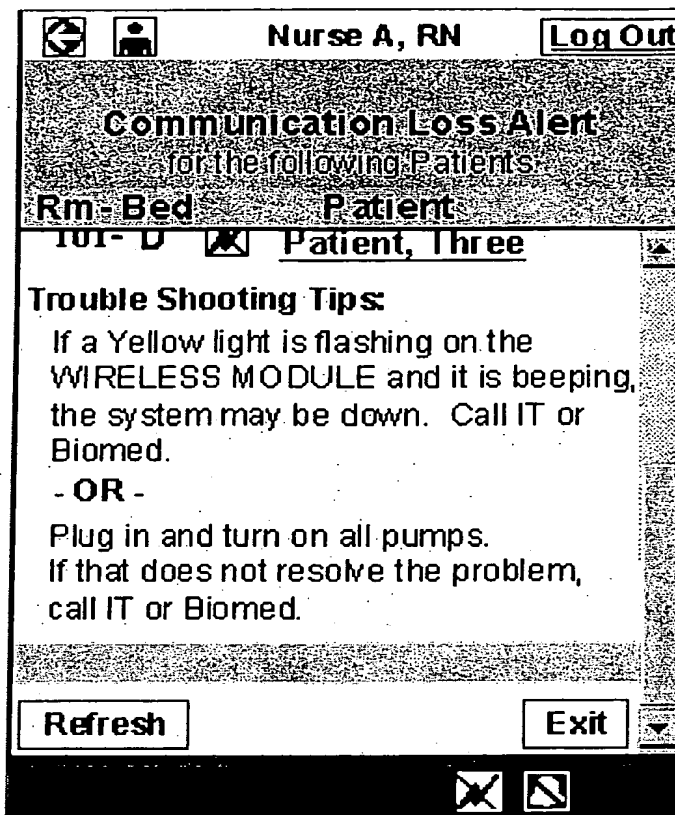 Nurse A, RN Log Out
Communication Loss Alert
for the following Patients
Rm - Bed Patient
101- D Patient, Three
Trouble Shooting Tips:
If a Yellow light is flashing on the
WIRELESS MODULE and it is beeping,
the system may be down. Call IT or
Biomed.
- OR -
Plug in and turn on all pumps.
If that does not resolve the problem,
call IT or Biomed.
Refresh Exit